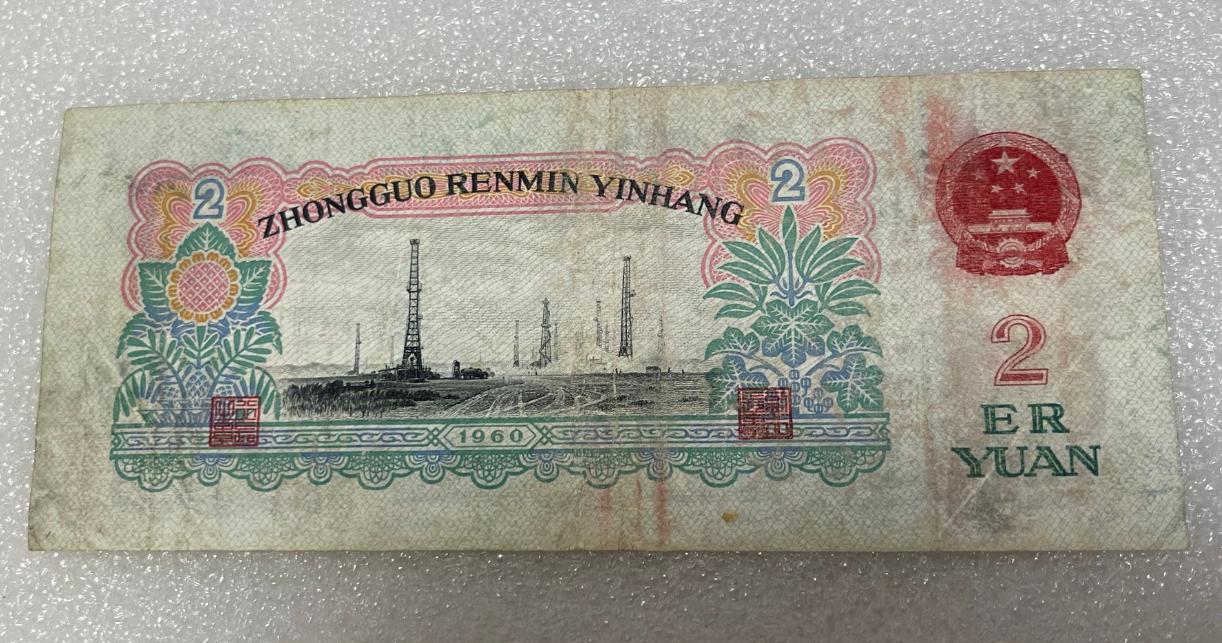 2
2
ZHONGGUO RENMIN YINHANG
2
ER
YUAN
1960